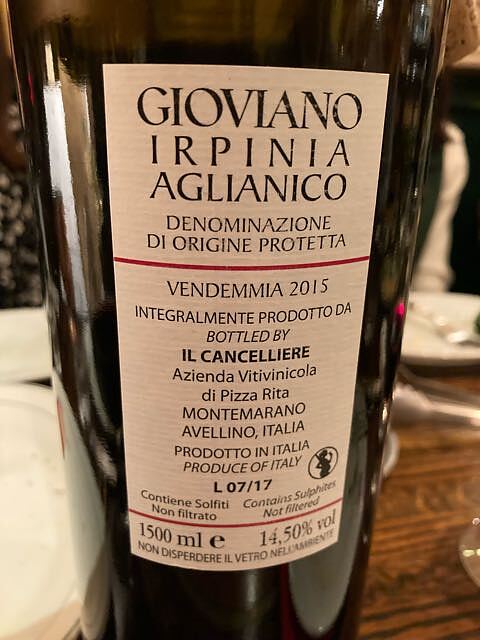 GIOVIANO
IRPINIA
AGLIANICO
DENOMINAZIONE
DI ORIGINE PROTETTA
VENDEMMIA 2015
INTEGRALMENTE PRODOTTO DA
BOTTLED BY
IL CANCELLIERE
Azienda Vitivinicola
di Pizza Rita
MONTEMARANO
AVELLINO, ITALIA
PRODOTTO IN ITALIA
PRODUCE OF ITALY
L 07/17
Contiene Solfiti Contains Sulphites
Non filtrato Not filtered
1500 ml e 14,50% vol
NON DISPERDERE IL VETRO NELL'AMBIENTE